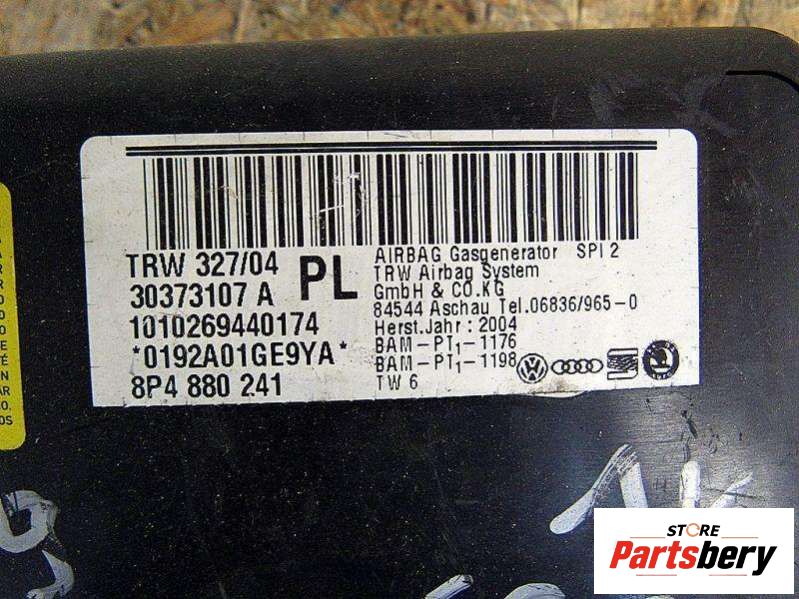 TRW 327/04
30373107 A
PL
1010269440174
*0192A01GE9YA*
8P4 880 241
AIRBAG Gasgenerator SPI 2
TRW Airbag System
GmbH & CO.KG
84544 Aschau Tel.06836/965-0
Herst.Jahr: 2004
BAM-PT1-1176
BAM-PT1-1198
TW 6
STORE
Partsbery